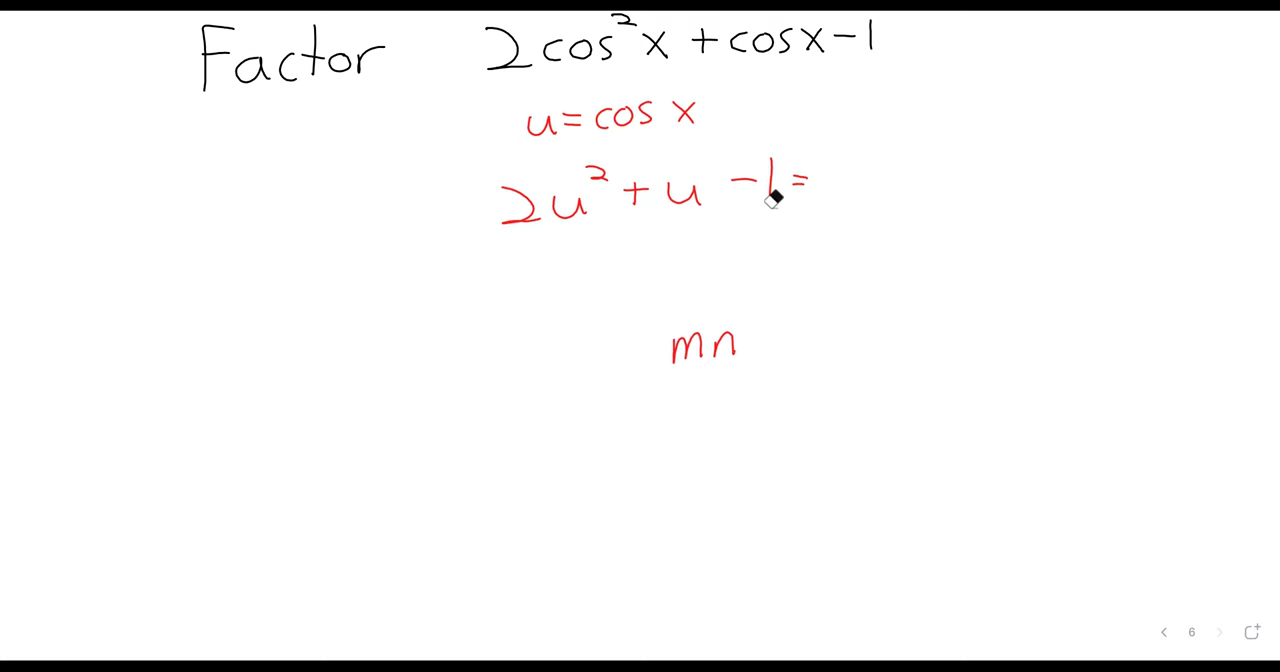 Factor 2cos²x + cosx - 1
u = cos x
2u² + u - 1 =
mn
6